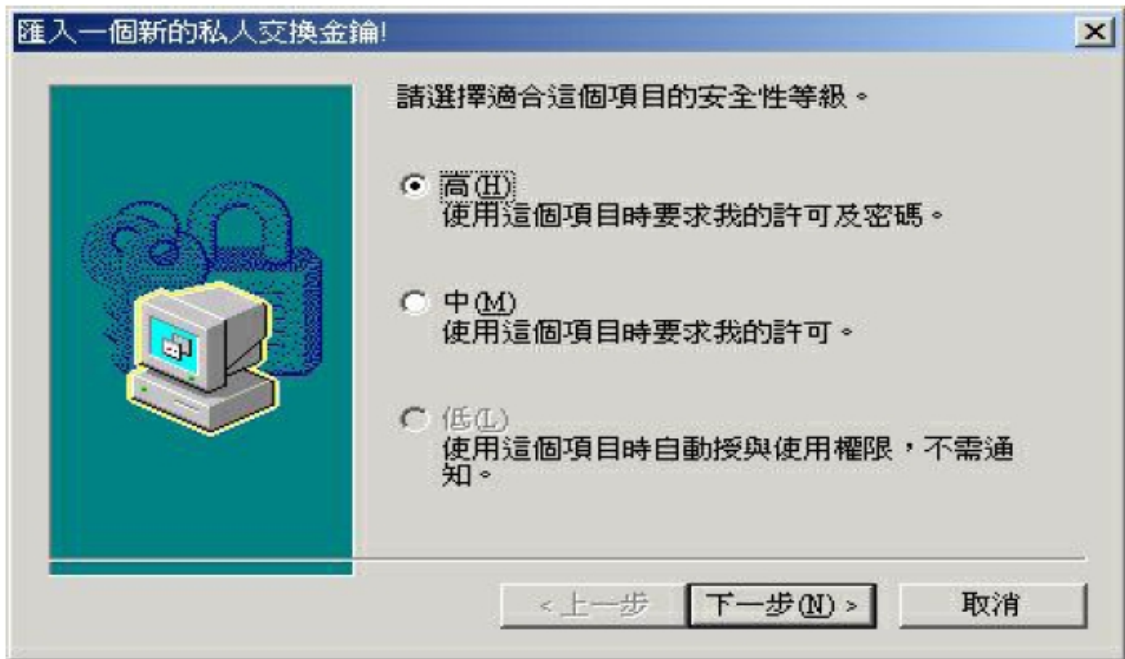 匯入一個新的私人交換金鑰!
請選擇適合這個項目的安全性等級。
高(H)
使用這個項目時要求我的許可及密碼。
中(M)
使用這個項目時要求我的許可。
低(L)
使用這個項目時自動授與使用權限，不需通
知。
<上一步 下一步(N) > 取消